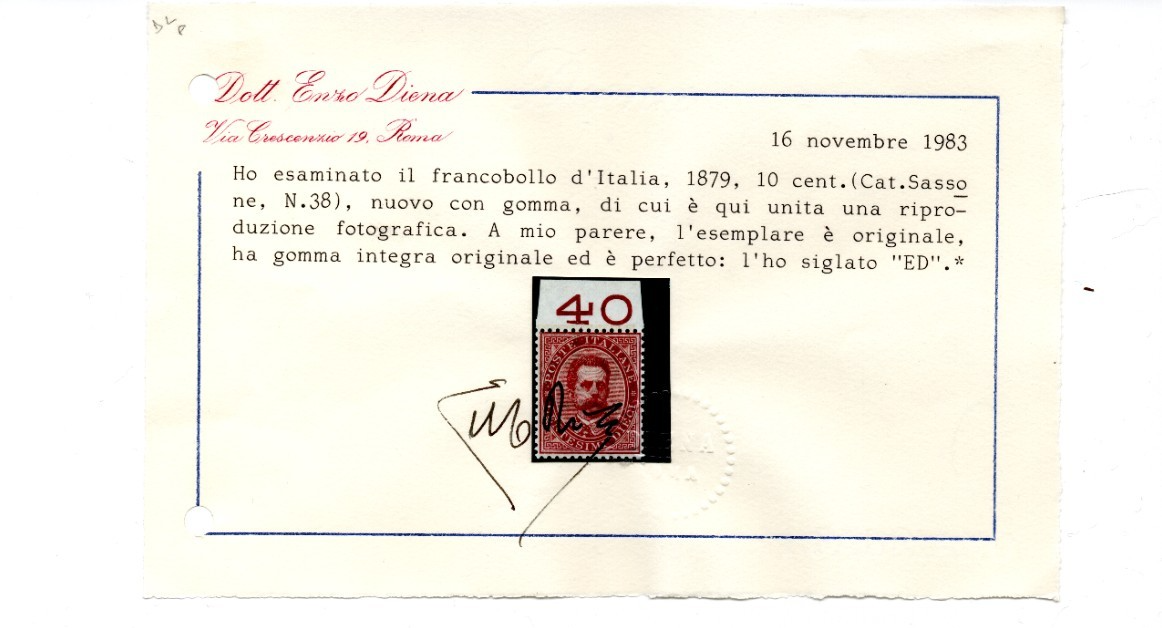 Dott. Enzo Diena
Via Crescenzio 19, Roma
16 novembre 1983
Ho esaminato il francobollo d'Italia, 1879, 10 cent.(Cat.Sasso
ne, N.38), nuovo con gomma, di cui è qui unita una ripro-
duzione fotografica. A mio parere, l'esemplare è originale,
ha gomma integra originale ed è perfetto: l'ho siglato "ED".*
40
POSTE ITALIANE